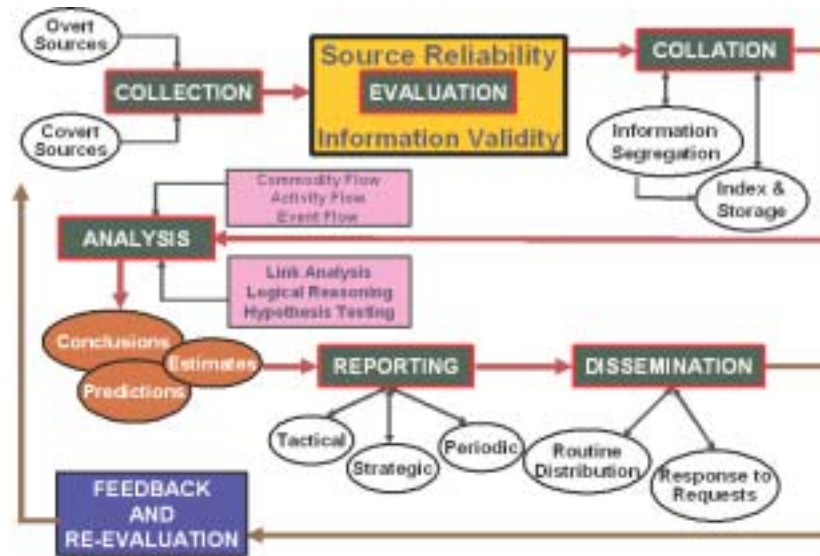 Overt
Sources
COLLECTION
Covert
Sources
Source Reliability
EVALUATION
Information Validity
COLLATION
Information
Segregation
Index &
Storage
Commodity Flow
Activity Flow
Event Flow
ANALYSIS
Link Analysis
Logical Reasoning
Hypothesis Testing
Conclusions
Estimates
Predictions
REPORTING
DISSEMINATION
Tactical
Strategic
Periodic
Routine
Distribution
Response to
Requests
FEEDBACK
AND
RE-EVALUATION